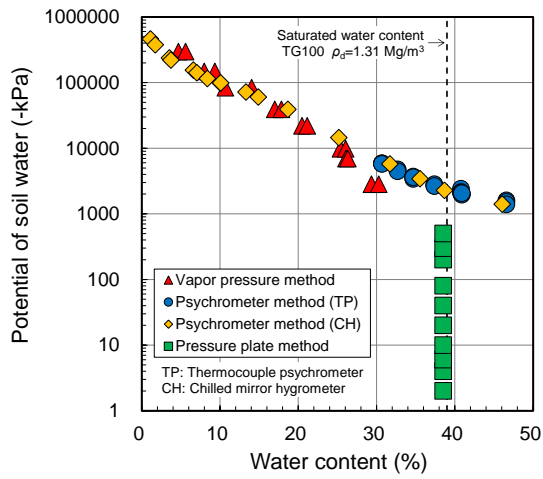 Potential of soil water (-kPa)
1000000
100000
10000
1000
100
10
1
Saturated water content
TG100 ρd=1.31 Mg/m³
Vapor pressure method
Psychrometer method (TP)
Psychrometer method (CH)
Pressure plate method
TP: Thermocouple psychrometer
CH: Chilled mirror hygrometer
0 10 20 30 40 50
Water content (%)